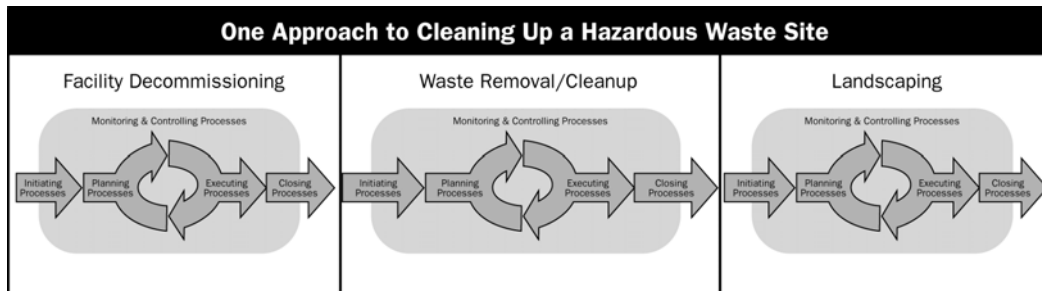 One Approach to Cleaning Up a Hazardous Waste Site
Facility Decommissioning
Monitoring & Controlling Processes
Initiating
Processes
Planning
Processes
Executing
Processes
Closing
Processes
Waste Removal/Cleanup
Monitoring & Controlling Processes
Initiating
Processes
Planning
Processes
Executing
Processes
Closing
Processes
Landscaping
Monitoring & Controlling Processes
Initiating
Processes
Planning
Processes
Executing
Processes
Closing
Processes